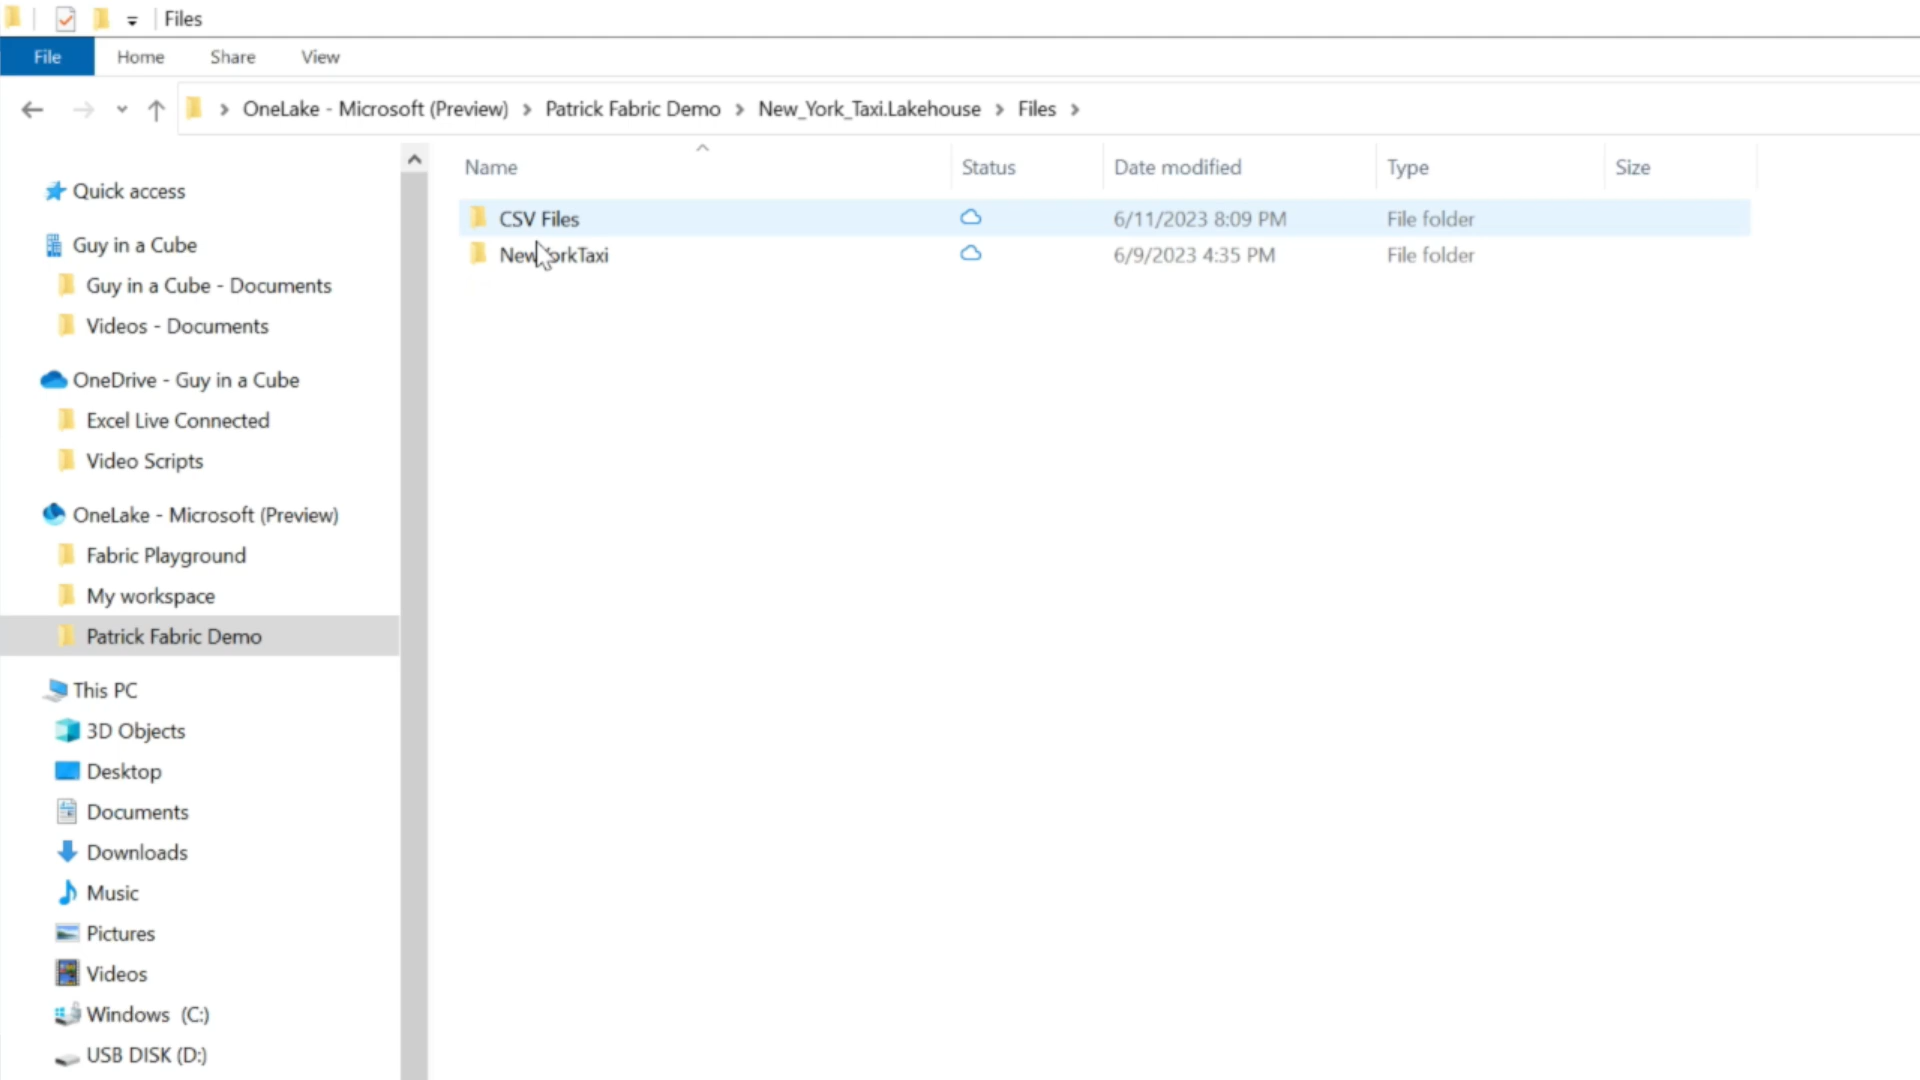 Files
File Home Share View
OneLake - Microsoft (Preview) Patrick Fabric Demo New_York_Taxi.Lakehouse Files
Name Status Date modified Type Size
CSV Files 6/11/2023 8:09 PM File folder
NewYorkTaxi 6/9/2023 4:35 PM File folder
Quick access
Guy in a Cube
Guy in a Cube - Documents
Videos - Documents
OneDrive - Guy in a Cube
Excel Live Connected
Video Scripts
OneLake - Microsoft (Preview)
Fabric Playground
My workspace
Patrick Fabric Demo
This PC
3D Objects
Desktop
Documents
Downloads
Music
Pictures
Videos
Windows (C:)
USB DISK (D:)